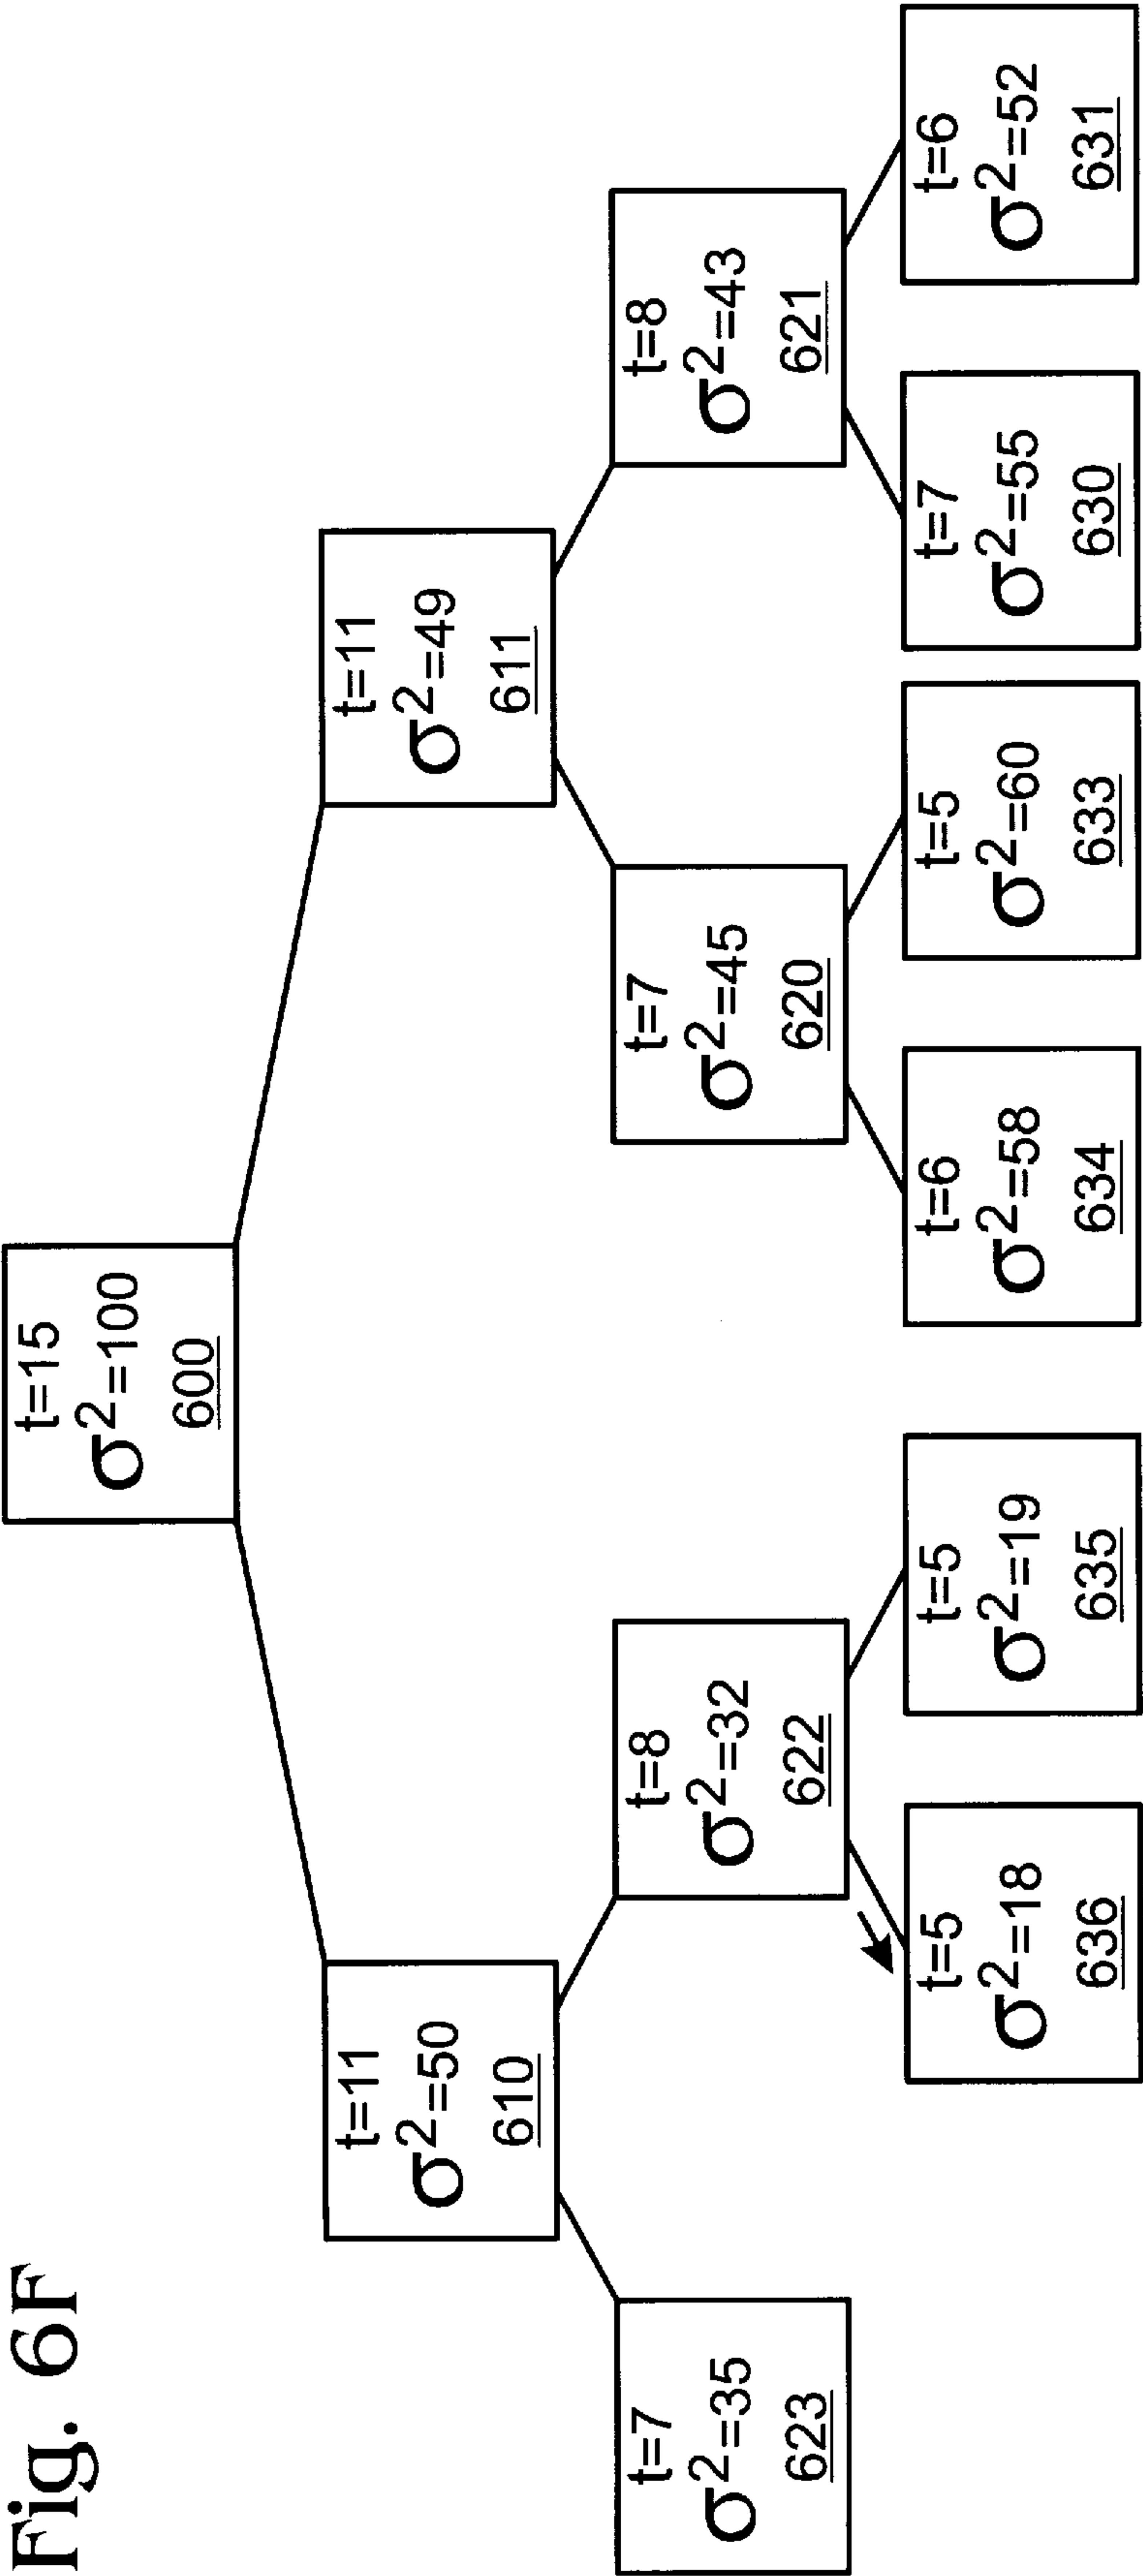 Fig. 6F
t=15
σ²=100
600
t=11
σ²=50
610
t=11
σ²=49
611
t=7
σ²=35
623
t=8
σ²=32
622
t=7
σ²=45
620
t=8
σ²=43
621
t=5
σ²=18
636
t=5
σ²=19
635
t=6
σ²=58
634
t=5
σ²=60
633
t=7
σ²=55
630
t=6
σ²=52
631